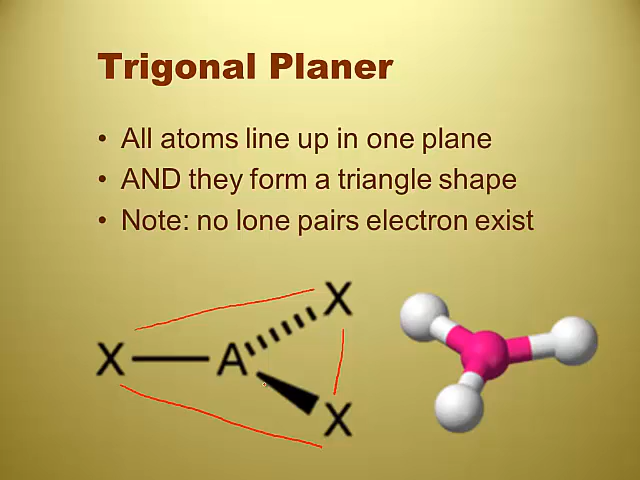 Trigonal Planer
• All atoms line up in one plane
• AND they form a triangle shape
• Note: no lone pairs electron exist
X
X A
X